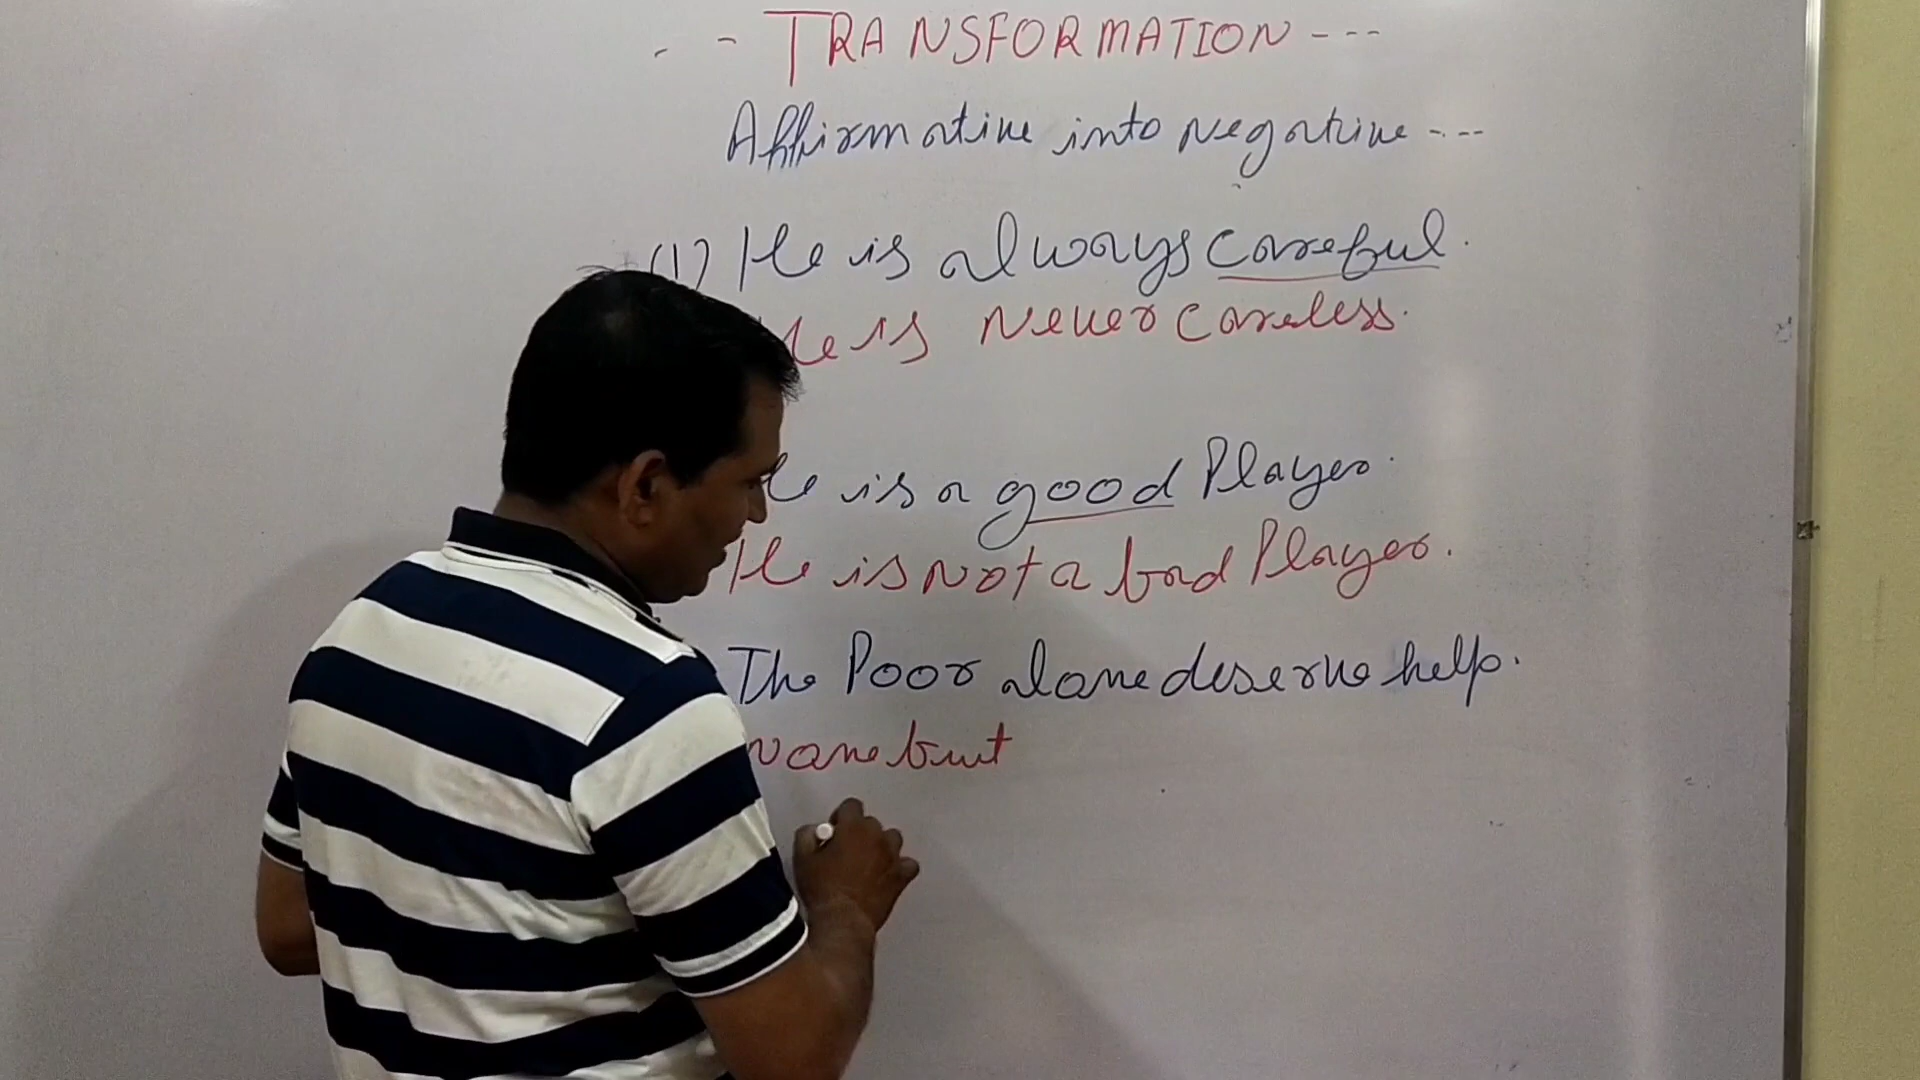 - - TRANSFORMATION ---
Affirmative into Negative ---
(1) He is always careful.
He is Never careless.
He is a good Player.
He is Not a bad Player.
The Poor alone deserve help.
None but